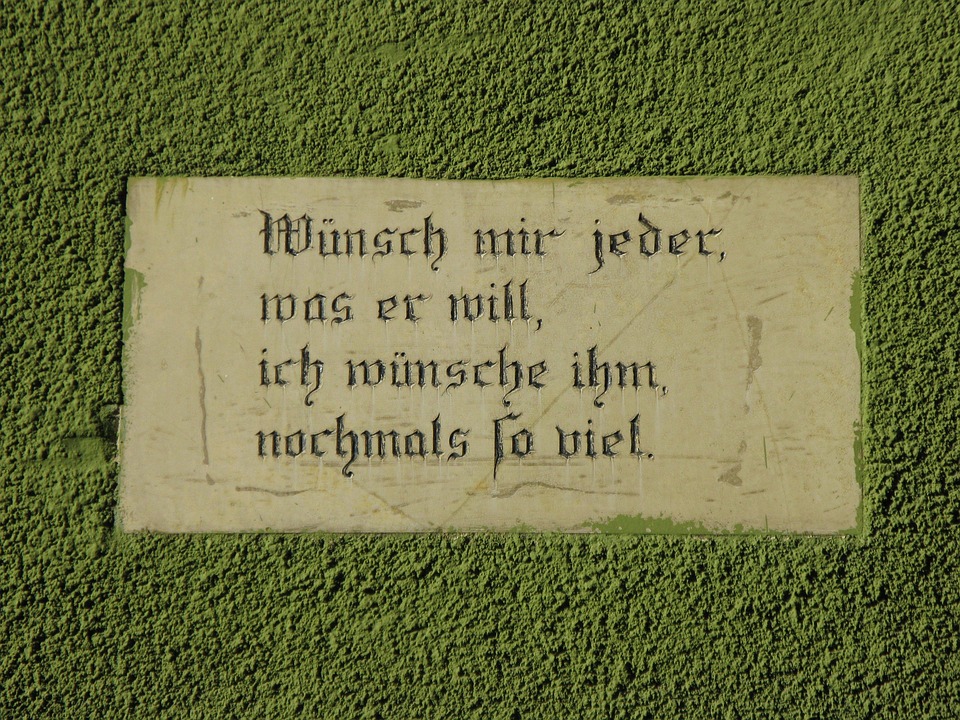 Wünsch mir jeder,
was er will,
ich wünsche ihm,
nochmals ſo viel.